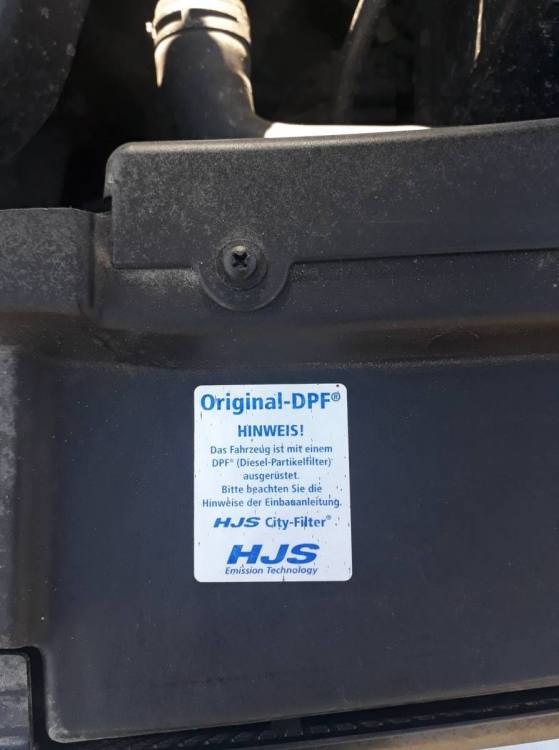 Original-DPF®
HINWEIS!
Das Fahrzeug ist mit einem
DPF® (Diesel-Partikelfilter)
ausgerüstet.
Bitte beachten Sie die
Hinweise der Einbauanleitung.
HJS City-Filter®
HJS
Emission Technology